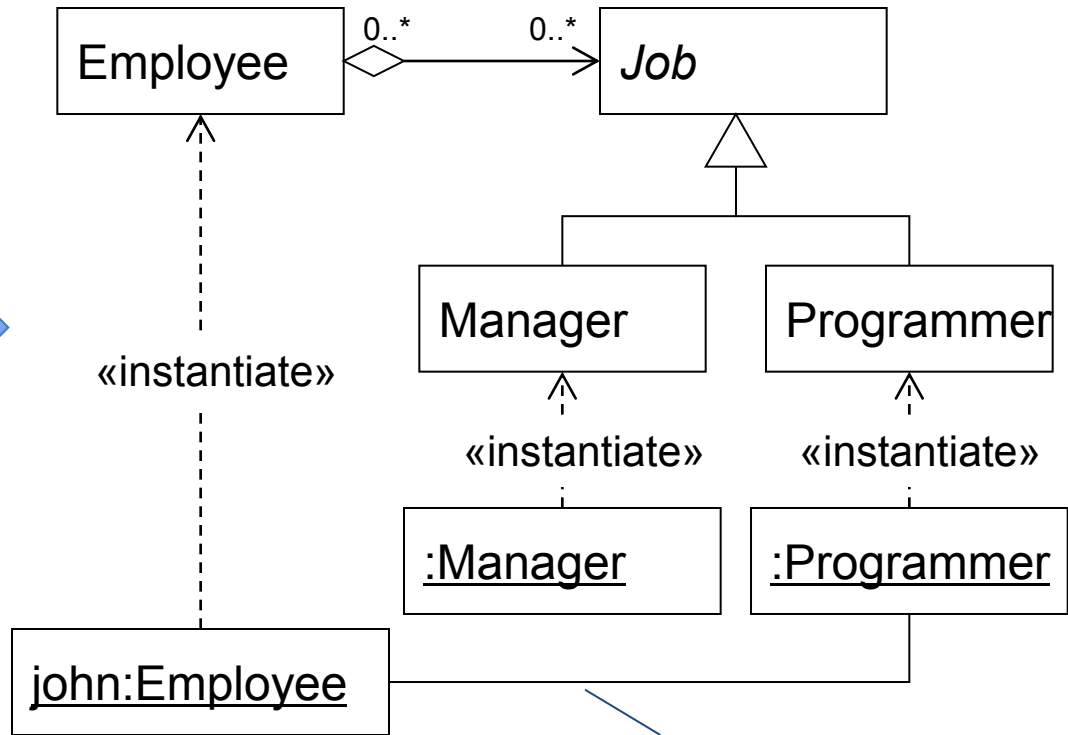 0..*
0..*
Employee
Job
Manager
Programmer
«instantiate»
«instantiate»
«instantiate»
:Manager
:Programmer
john:Employee